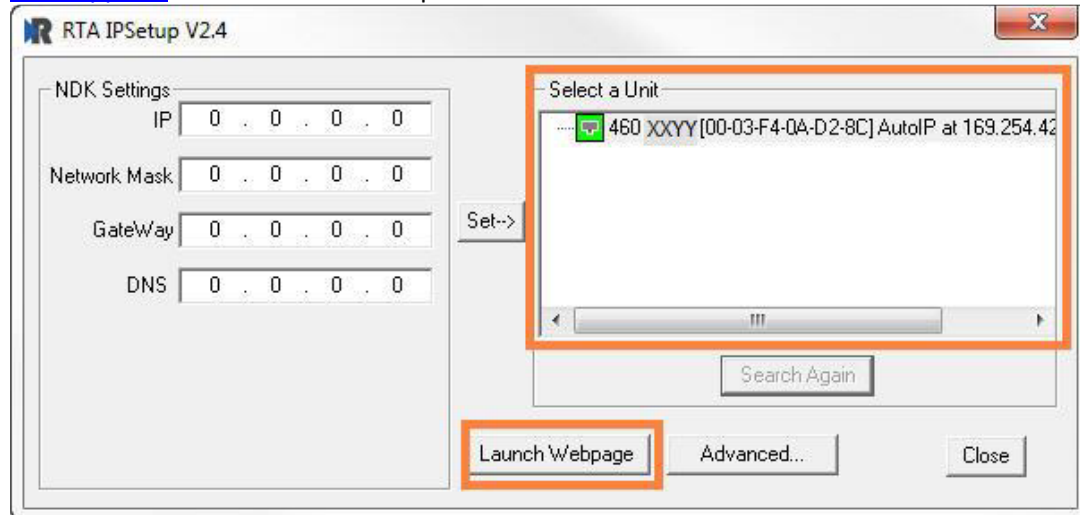 RTA IPSetup V2.4
NDK Settings
IP 0 . 0 . 0 . 0
Network Mask 0 . 0 . 0 . 0
GateWay 0 . 0 . 0 . 0
DNS 0 . 0 . 0 . 0
Set-->
Select a Unit
460 XXYY [00-03-F4-0A-D2-8C] AutoIP at 169.254.42
Search Again
Launch Webpage
Advanced...
Close